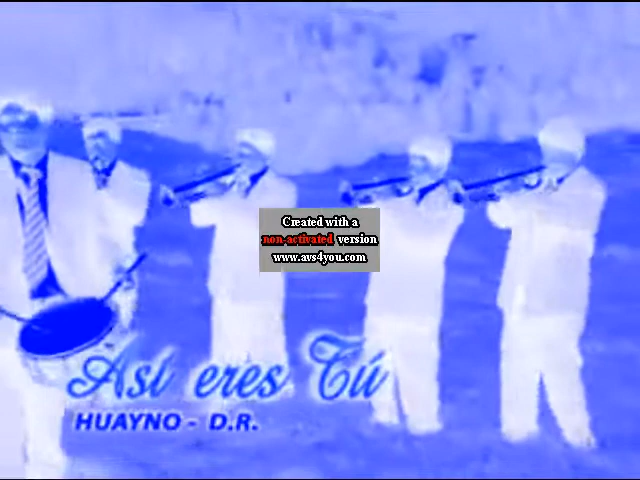 Created with a
non-activated version
www.avs4you.com
Así eres Tú
HUAYNO - D.R.